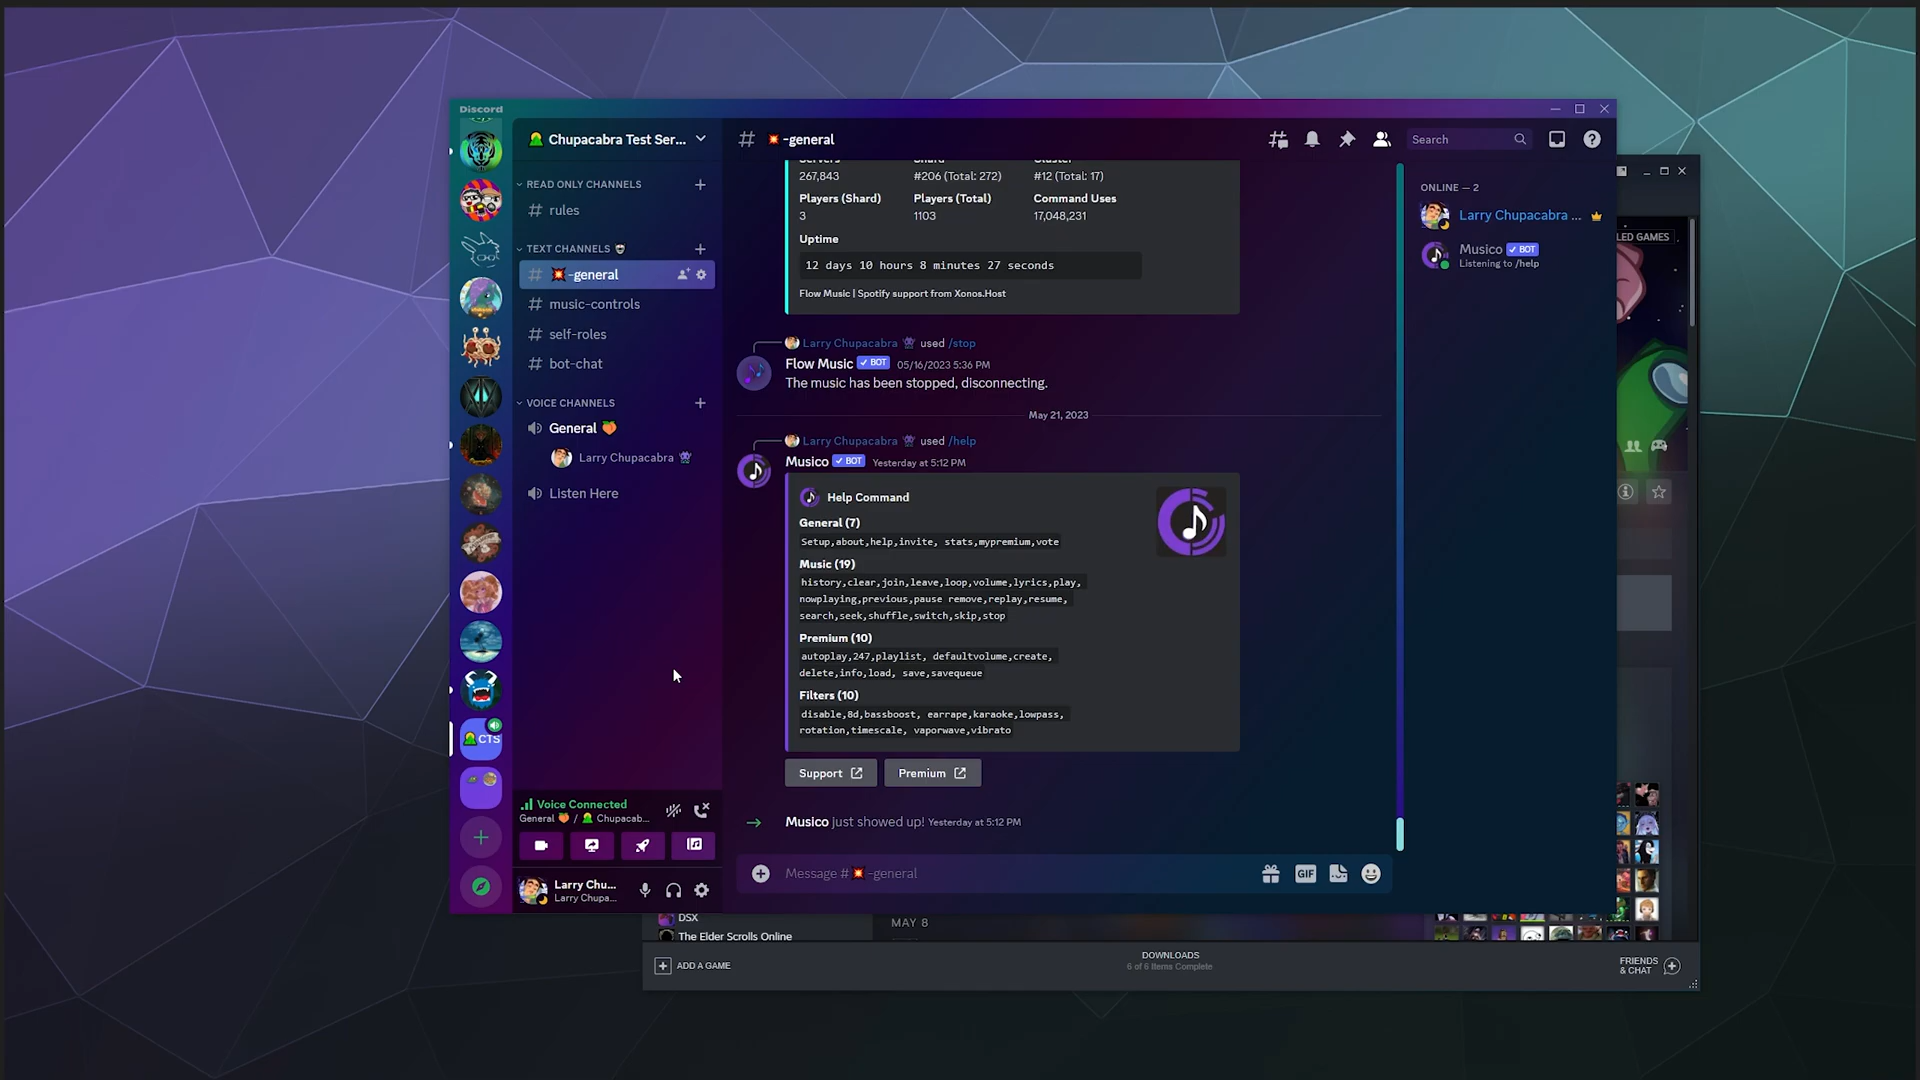 Discord
Chupacabra Test Ser...
READ ONLY CHANNELS
# rules
TEXT CHANNELS
# -general
# music-controls
# self-roles
# bot-chat
VOICE CHANNELS
General
Larry Chupacabra
Listen Here
CTS
Voice Connected
General / Chupacab...
Larry Chu...
Larry Chupa...
# -general
Search
Servers Shard Cluster
267,843 #206 (Total: 272) #12 (Total: 17)
Players (Shard) Players (Total) Command Uses
3 1103 17,048,231
Uptime
12 days 10 hours 8 minutes 27 seconds
Flow Music | Spotify support from Xonos.Host
Larry Chupacabra used /stop
Flow Music BOT 05/16/2023 5:36 PM
The music has been stopped, disconnecting.
May 21, 2023
Larry Chupacabra used /help
Musico BOT Yesterday at 5:12 PM
Help Command
General (7)
Setup,about,help,invite, stats,mypremium,vote
Music (19)
history,clear,join,leave,loop,volume,lyrics,play,
nowplaying,previous,pause remove,replay,resume,
search,seek,shuffle,switch,skip,stop
Premium (10)
autoplay,247,playlist, defaultvolume,create,
delete,info,load, save,savequeue
Filters (10)
disable,8d,bassboost, earrape,karaoke,lowpass,
rotation,timescale, vaporwave,vibrato
Support
Premium
Musico just showed up! Yesterday at 5:12 PM
Message # -general
GIF
ONLINE — 2
Larry Chupacabra ...
Musico BOT
Listening to /help
LED GAMES
DSX
The Elder Scrolls Online
MAY 8
ADD A GAME
DOWNLOADS
6 of 6 Items Complete
FRIENDS
& CHAT